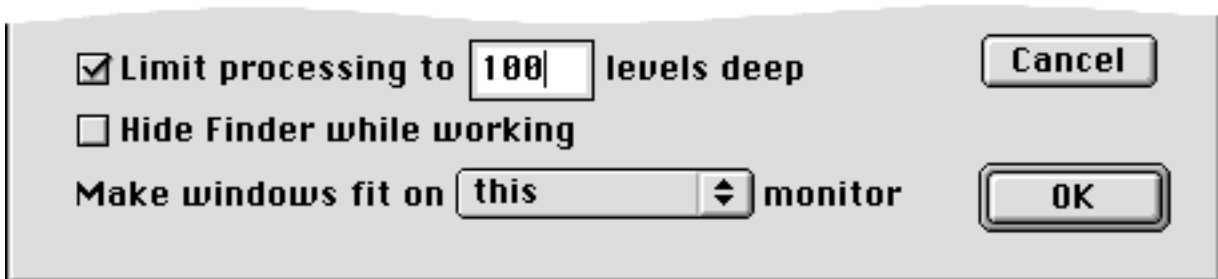 Limit processing to 100 levels deep
Cancel
Hide Finder while working
Make windows fit on this monitor
OK